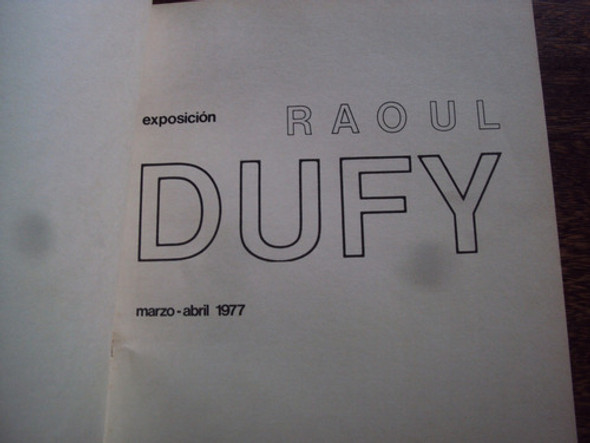 exposición RAOUL
DUFY
marzo-abril 1977